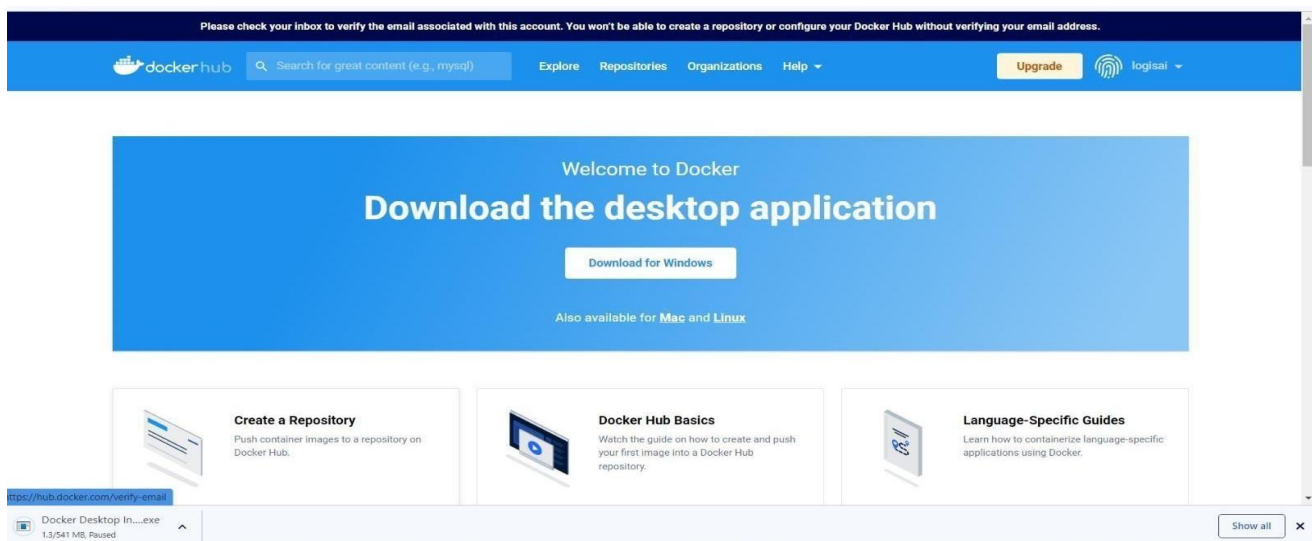 Please check your inbox to verify the email associated with this account. You won't be able to create a repository or configure your Docker Hub without verifying your email address.
dockerhub Search for great content (e.g., mysql) Explore Repositories Organizations Help Upgrade logisai
Welcome to Docker
Download the desktop application
Download for Windows
Also available for Mac and Linux
Create a Repository
Push container images to a repository on
Docker Hub.
Docker Hub Basics
Watch the guide on how to create and push
your first image into a Docker Hub
repository.
Language-Specific Guides
Learn how to containerize language-specific
applications using Docker.
ttps://hub.docker.com/verify-email
Docker Desktop In....exe
1.3/541 MB, Paused
Show all